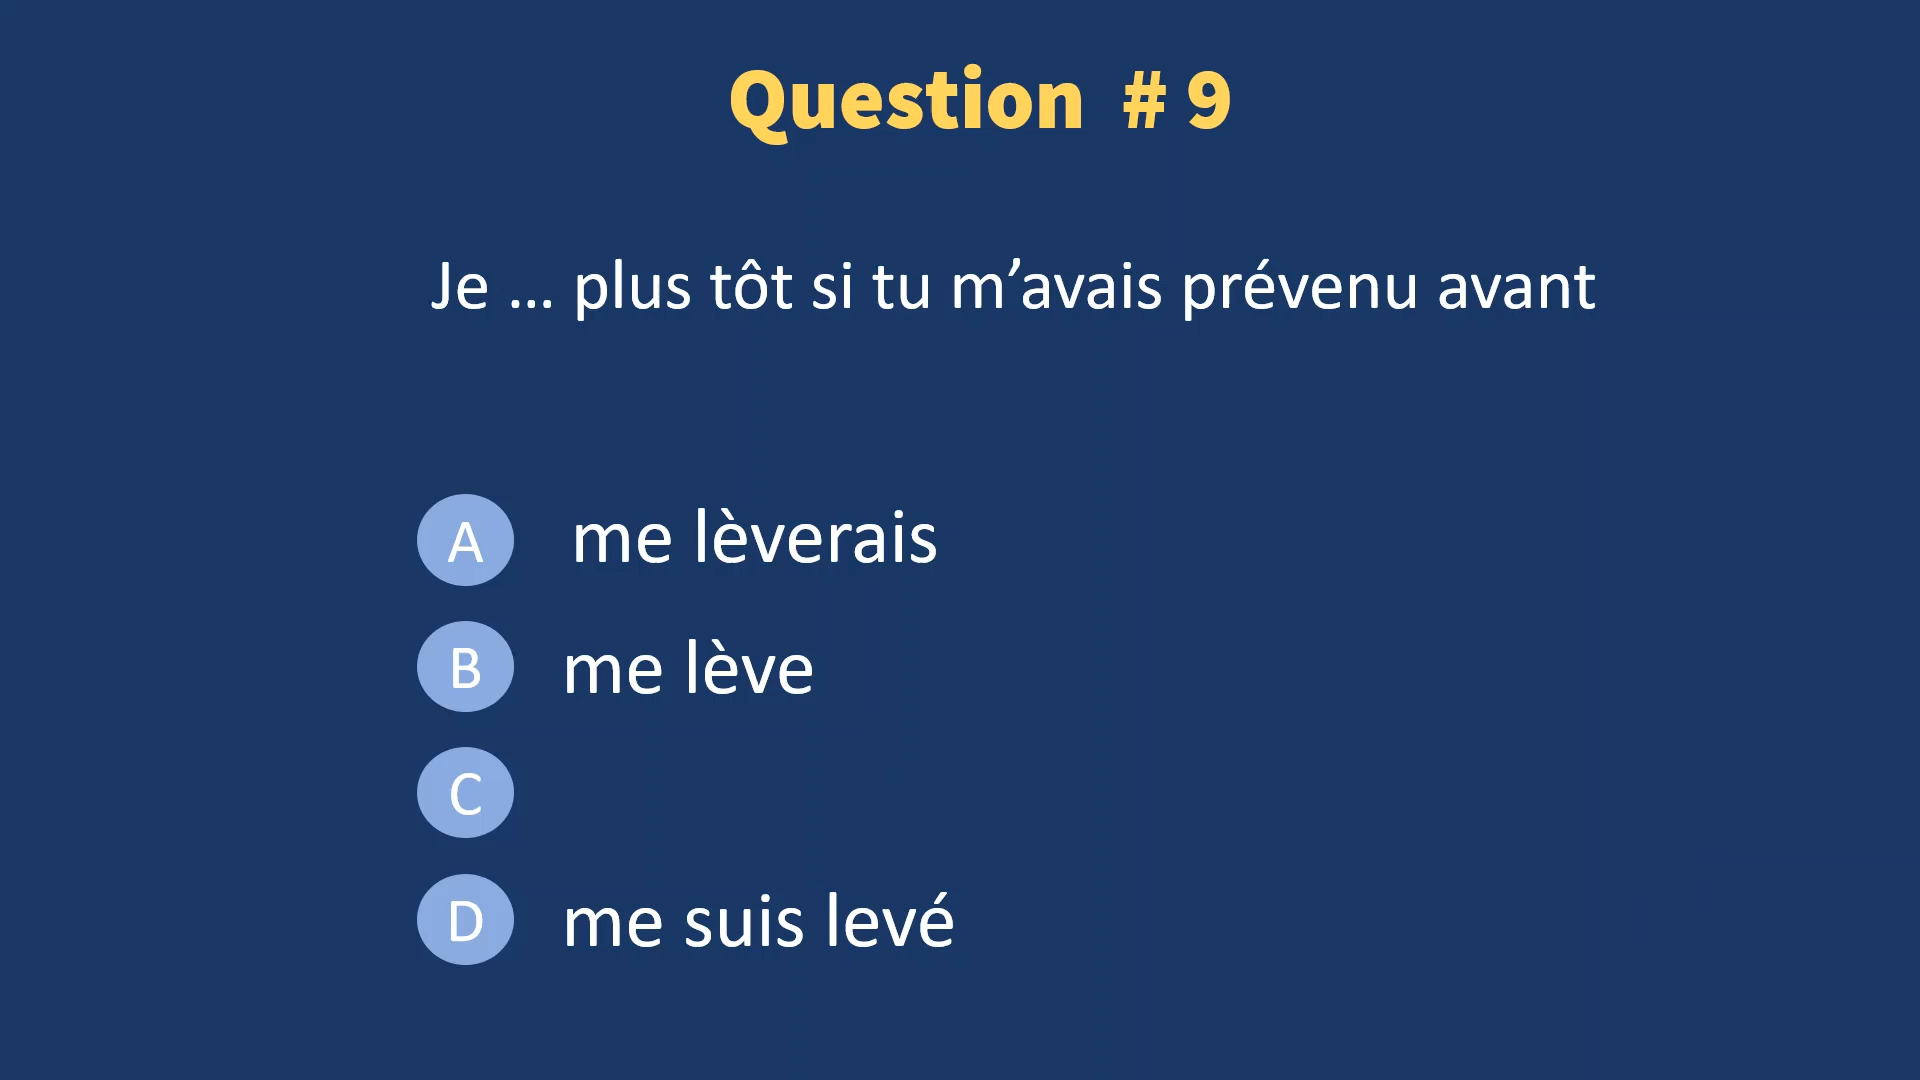 Question # 9
Je ... plus tôt si tu m’avais prévenu avant
A me lèverais
B me lève
C
D me suis levé